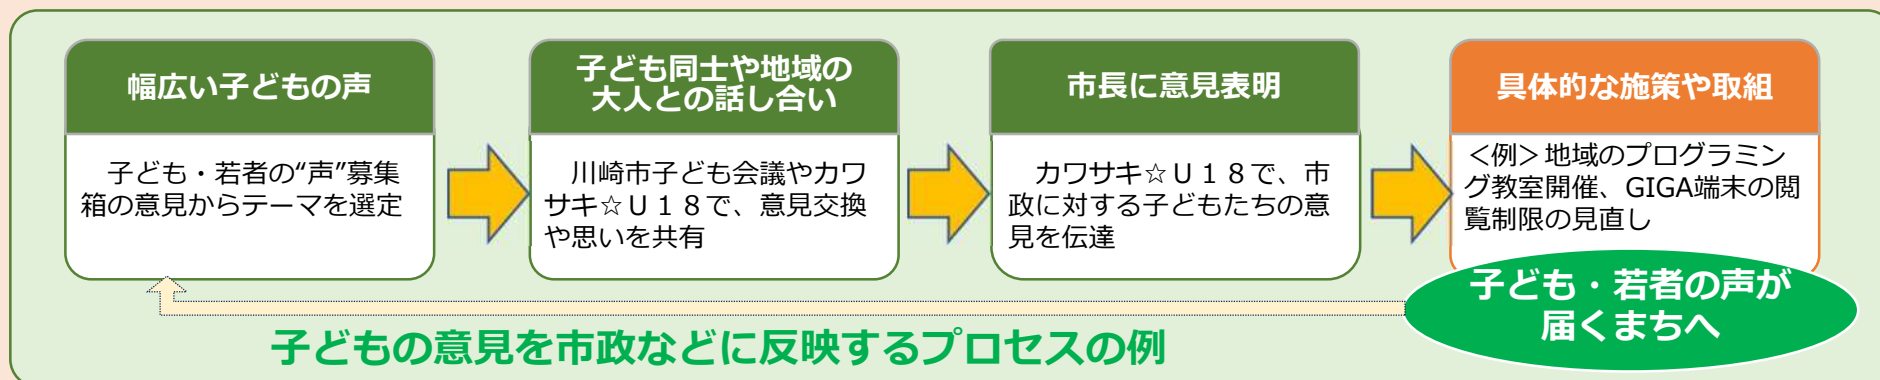 幅広い子どもの声
子ども・若者の“声”募集
箱の意見からテーマを選定
子ども同士や地域の
大人との話し合い
川崎市子ども会議やカワ
サキ☆Ｕ１８で、意見交換
や思いを共有
市長に意見表明
カワサキ☆Ｕ１８で、市
政に対する子どもたちの意
見を伝達
具体的な施策や取組
＜例＞地域のプログラミン
グ教室開催、GIGA端末の閲
覧制限の見直し
子ども・若者の声が
届くまちへ
子どもの意見を市政などに反映するプロセスの例